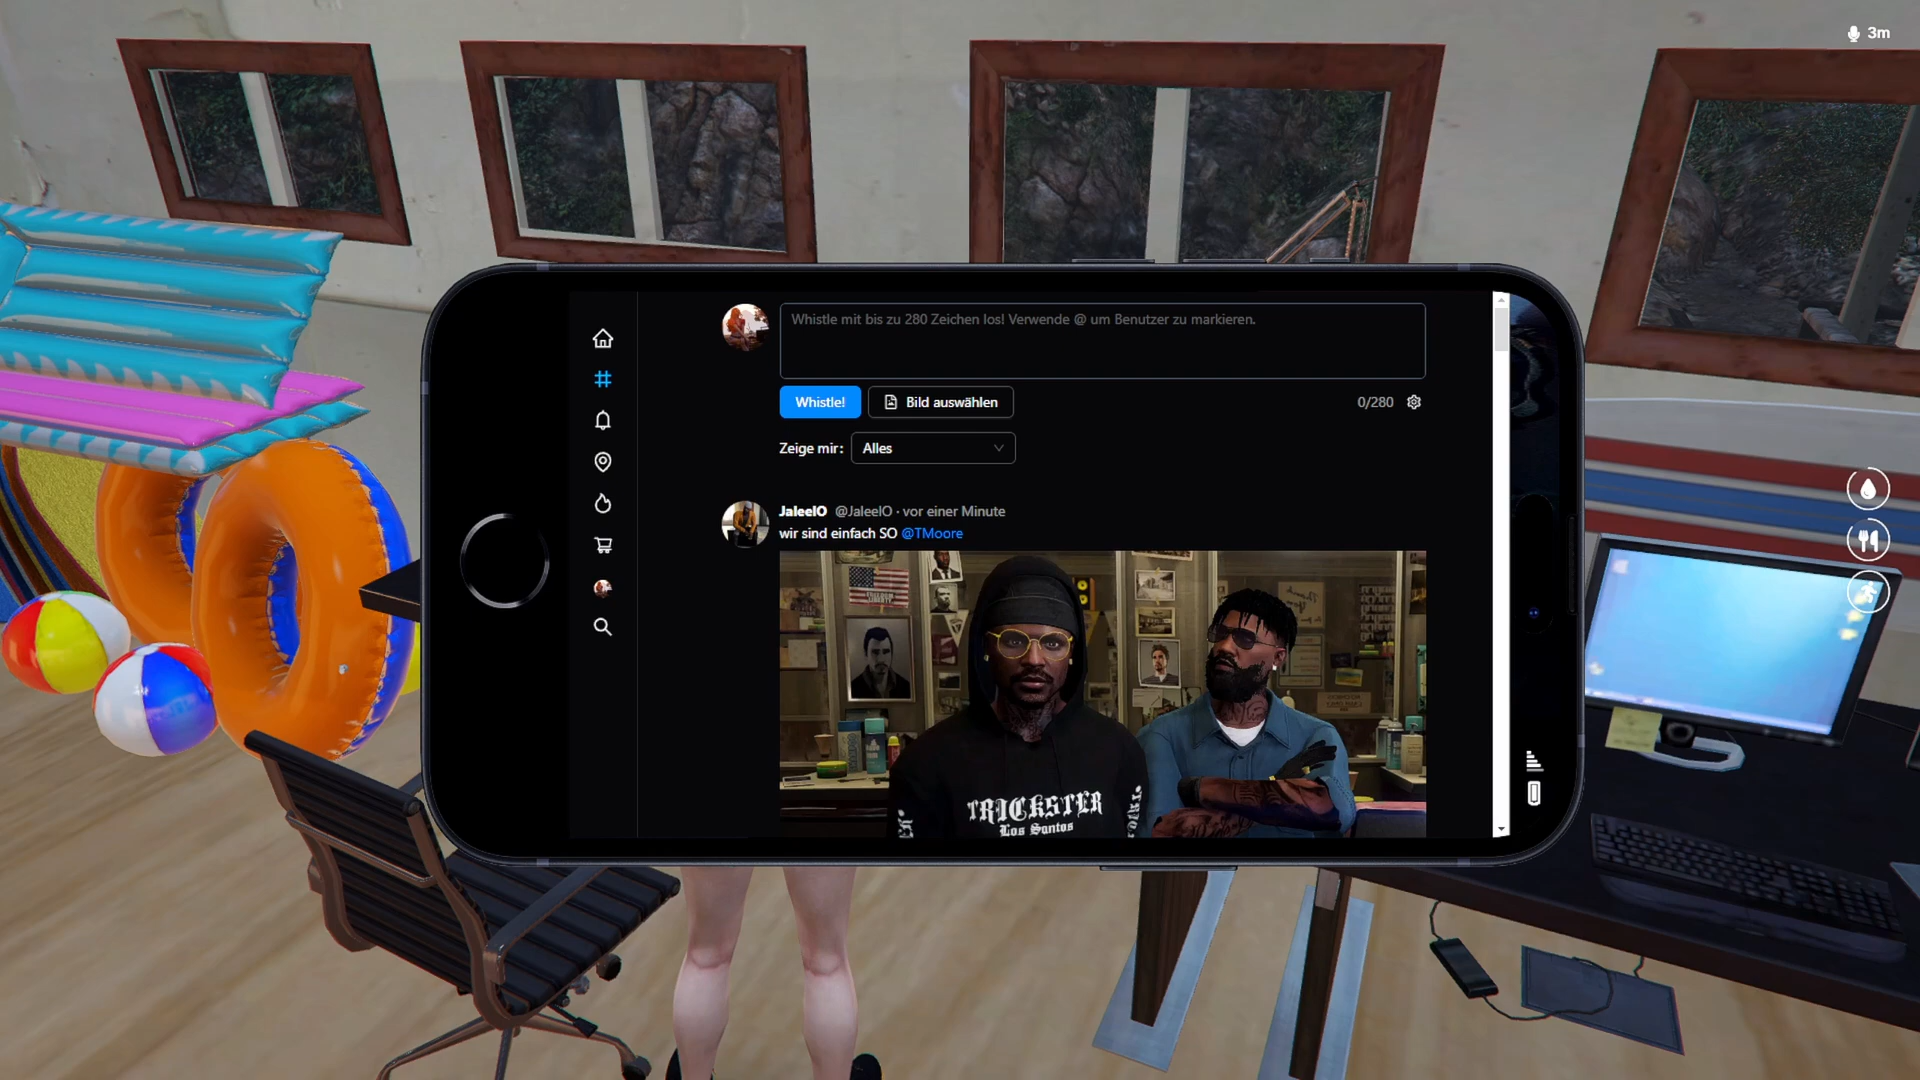 3m
Whistle mit bis zu 280 Zeichen los! Verwende @ um Benutzer zu markieren.
Whistle!
Bild auswählen
0/280
Zeige mir:
Alles
JaleelO @JaleelO · vor einer Minute
wir sind einfach SO @TMoore
TRICKSTER
Los Santos